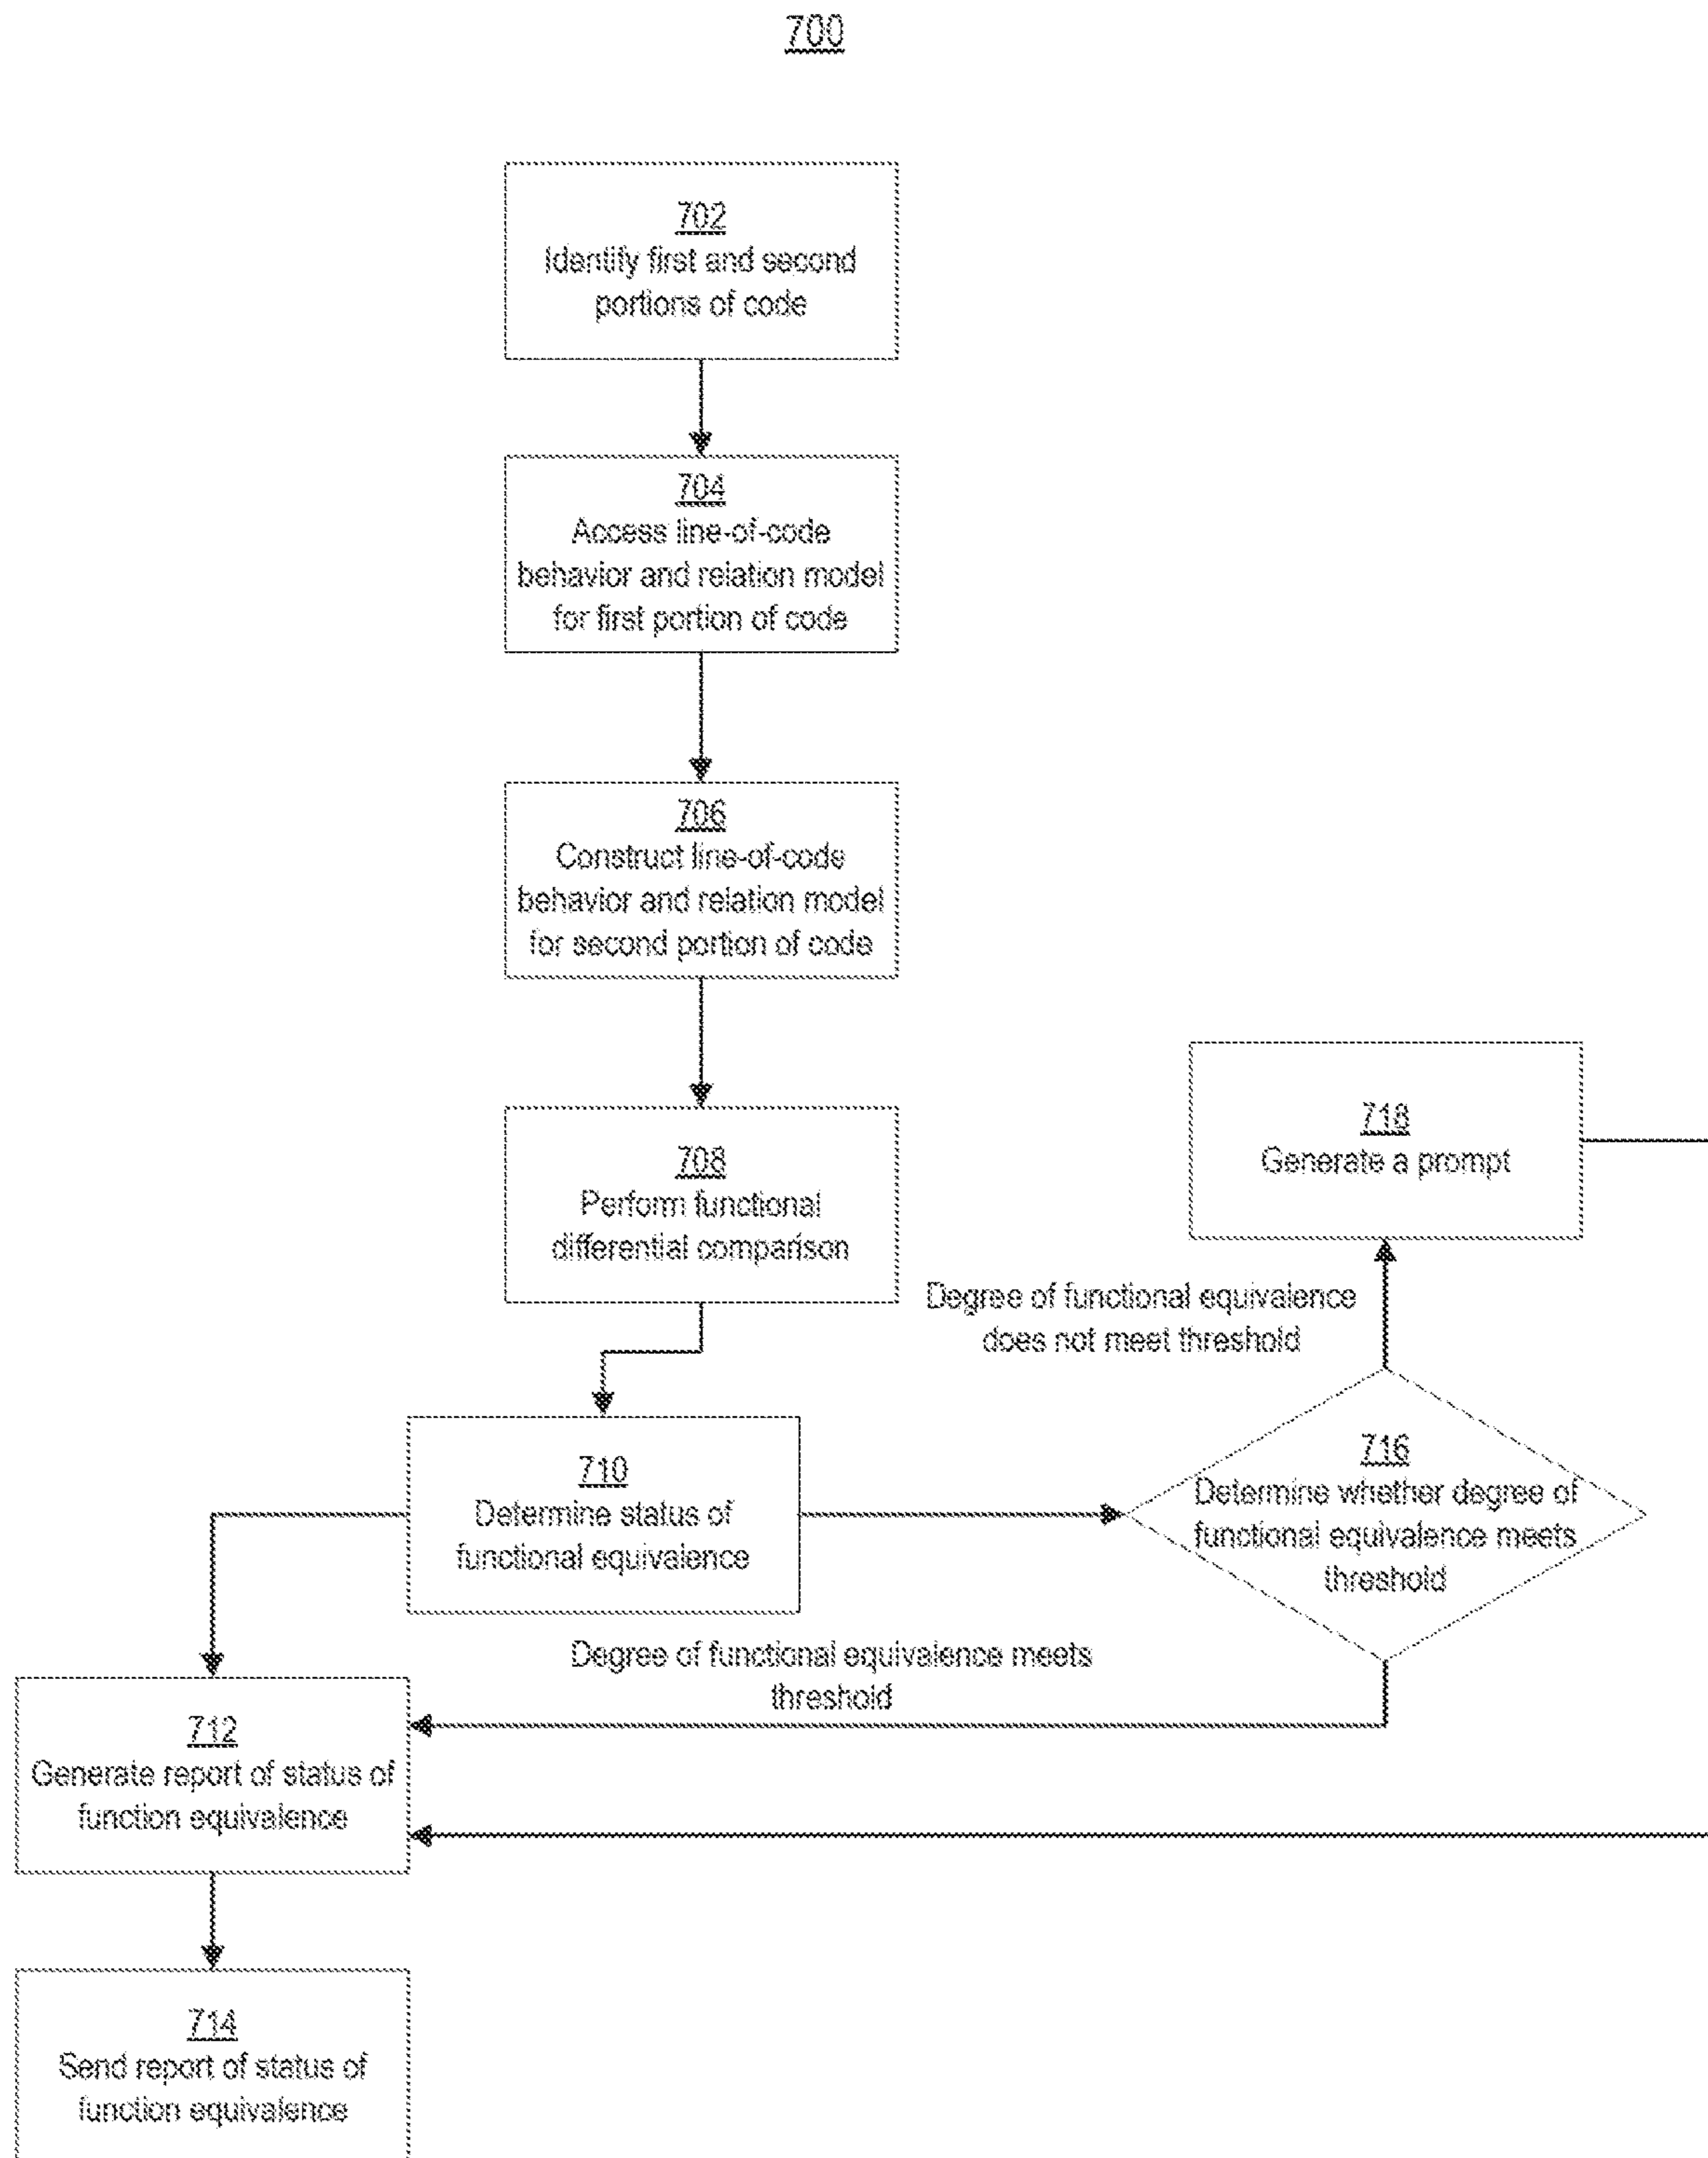 700
702
Identify first and second
portions of code
704
Access line-of-code
behavior and relation model
for first portion of code
706
Construct line-of-code
behavior and relation model
for second portion of code
708
Perform functional
differential comparison
718
Generate a prompt
Degree of functional equivalence
does not meet threshold
710
Determine status of
functional equivalence
716
Determine whether degree of
functional equivalence meets
threshold
Degree of functional equivalence meets
threshold
712
Generate report of status of
function equivalence
714
Send report of status of
function equivalence